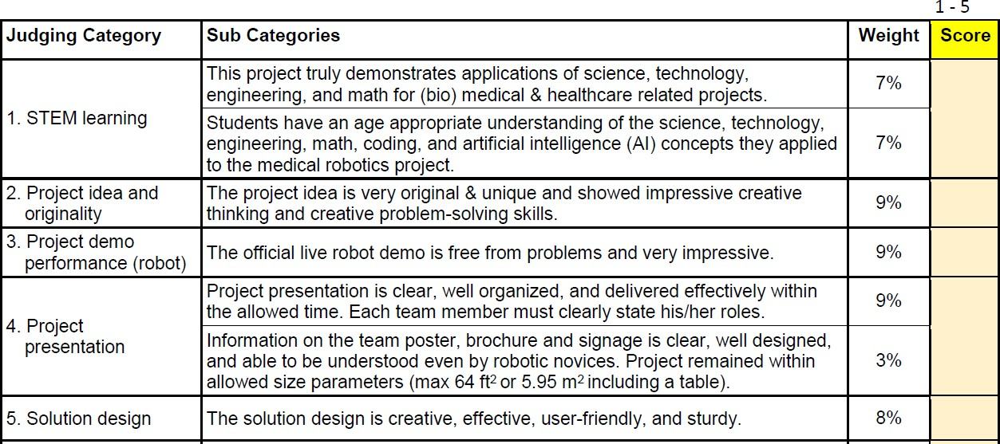 1 - 5
Judging Category Sub Categories Weight Score
1. STEM learning
This project truly demonstrates applications of science, technology,
engineering, and math for (bio) medical & healthcare related projects.
7%
Students have an age appropriate understanding of the science, technology,
engineering, math, coding, and artificial intelligence (AI) concepts they applied
to the medical robotics project.
7%
2. Project idea and
originality
The project idea is very original & unique and showed impressive creative
thinking and creative problem-solving skills.
9%
3. Project demo
performance (robot)
The official live robot demo is free from problems and very impressive.
9%
4. Project
presentation
Project presentation is clear, well organized, and delivered effectively within
the allowed time. Each team member must clearly state his/her roles.
9%
Information on the team poster, brochure and signage is clear, well designed,
and able to be understood even by robotic novices. Project remained within
allowed size parameters (max 64 ft² or 5.95 m² including a table).
3%
5. Solution design
The solution design is creative, effective, user-friendly, and sturdy.
8%